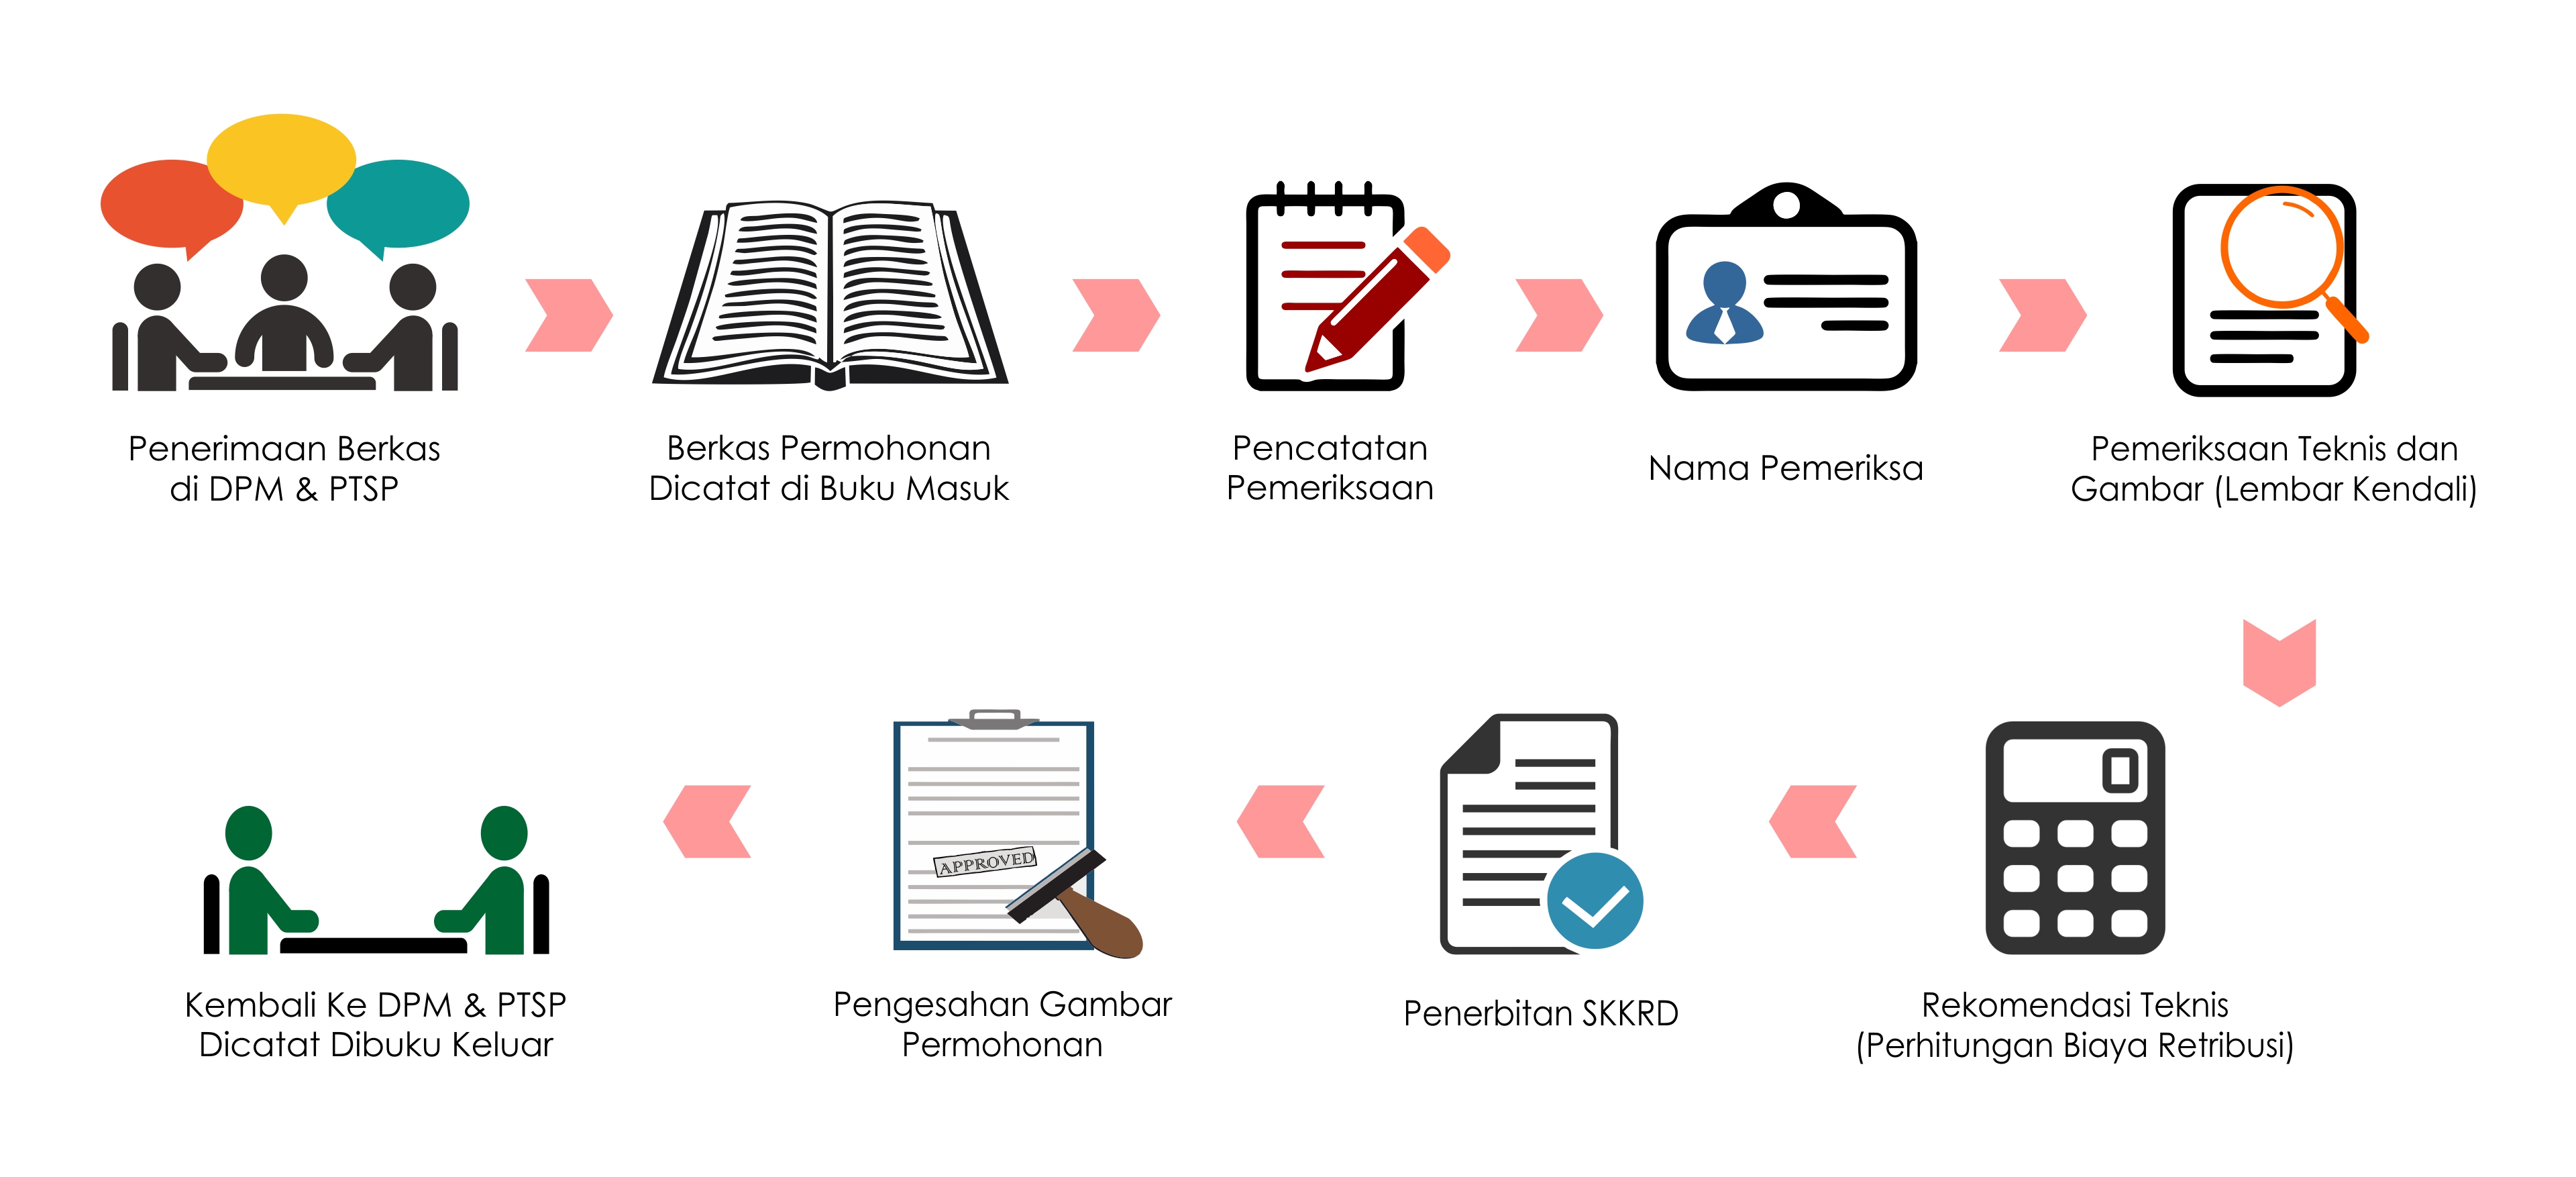 Penerimaan Berkas
di DPM & PTSP
Berkas Permohonan
Dicatat di Buku Masuk
Pencatatan
Pemeriksaan
Nama Pemeriksa
Pemeriksaan Teknis dan
Gambar (Lembar Kendali)
0
Rekomendasi Teknis
(Perhitungan Biaya Retribusi)
Penerbitan SKKRD
APPROVED
Pengesahan Gambar
Permohonan
Kembali Ke DPM & PTSP
Dicatat Dibuku Keluar